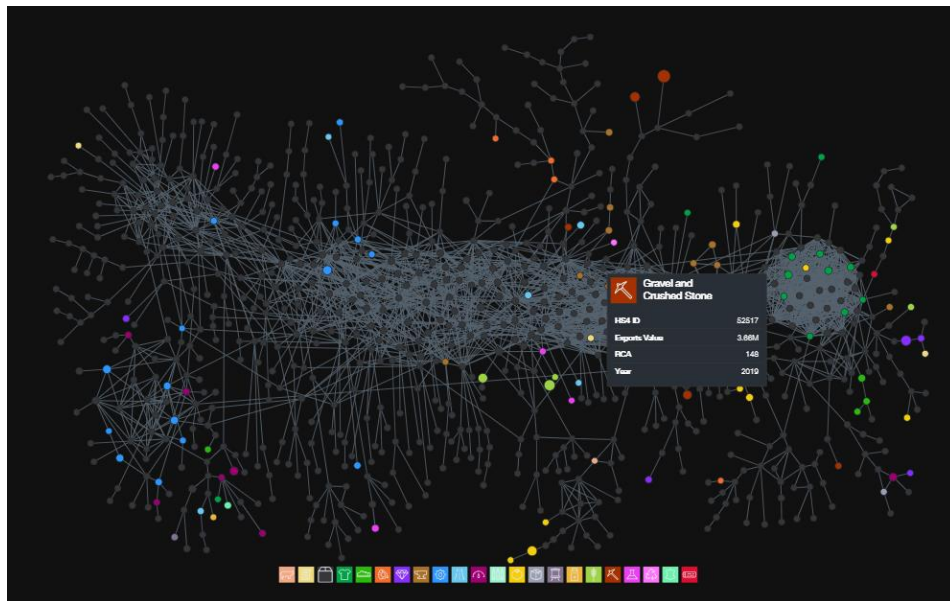 Gravel and
Crushed Stone
HS4 ID 52517
Exports Value 3.66M
RCA 148
Year 2019